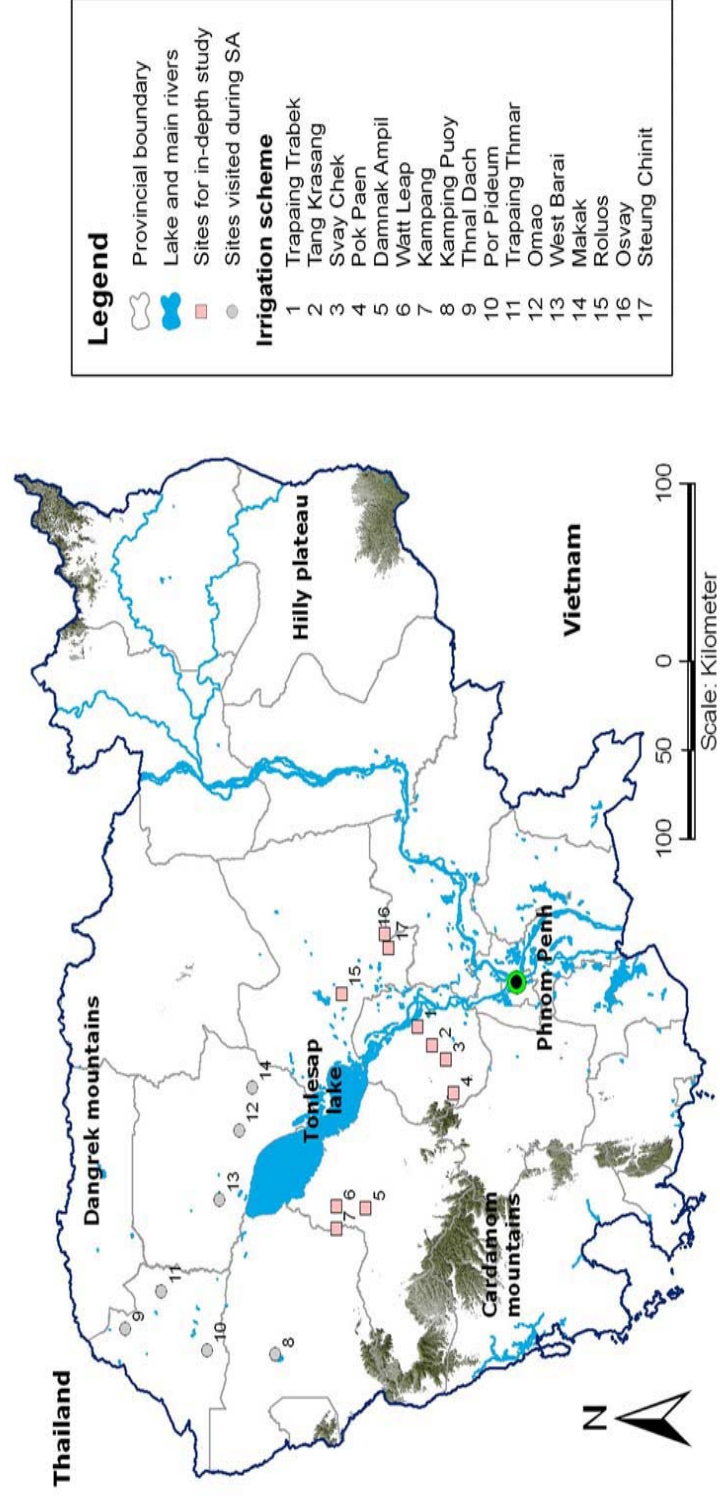 Thailand
Dangrek mountains
Tonlesap
lake
Hilly plateau
Cardamom
mountains
Phnom Penh
Vietnam
1
2
3
4
5
6
7
8
9
10
11
12
13
14
15
16
17
N
100
50
0
100
Scale: Kilometer
Legend
Provincial boundary
Lake and main rivers
Sites for in-depth study
Sites visited during SA
Irrigation scheme
1 Trapaing Trabek
2 Tang Krasang
3 Svay Chek
4 Pok Paen
5 Damnak Ampil
6 Watt Leap
7 Kampang
8 Kamping Puoy
9 Thnal Dach
10 Por Pideum
11 Trapaing Thmar
12 Omao
13 West Barai
14 Makak
15 Roluos
16 Osvay
17 Steung Chinit